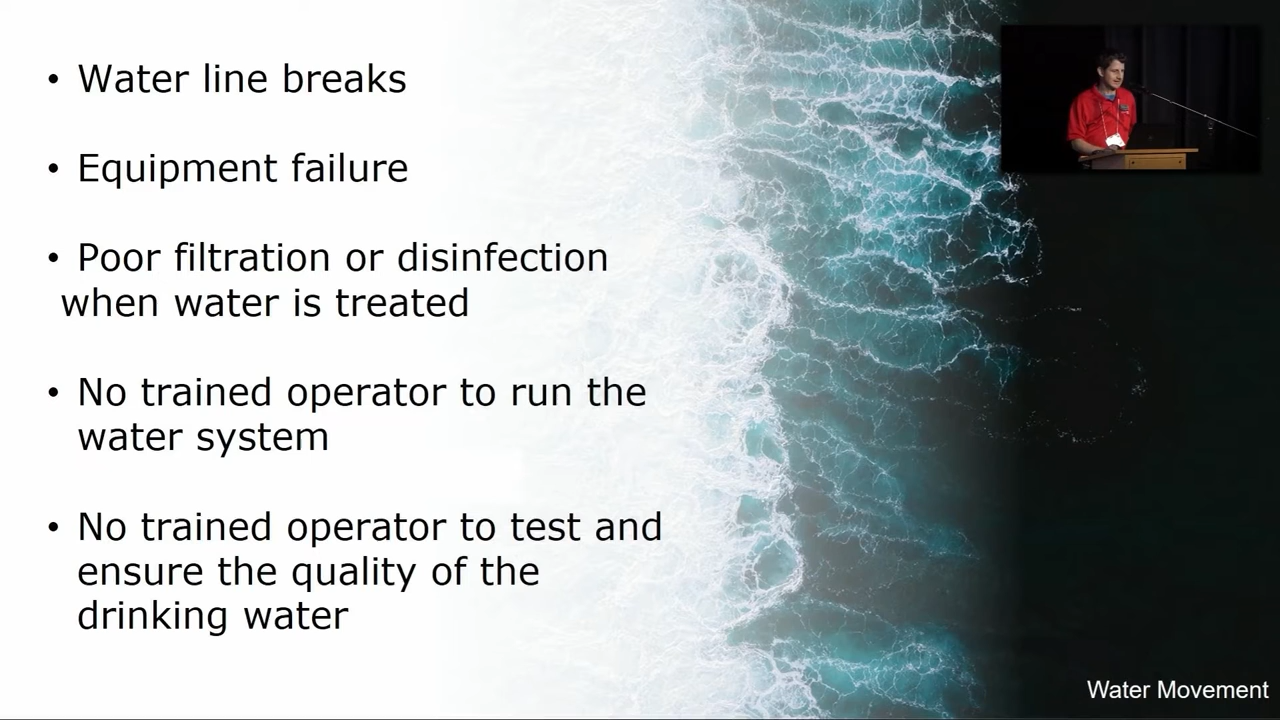 • Water line breaks
• Equipment failure
• Poor filtration or disinfection
when water is treated
• No trained operator to run the
water system
• No trained operator to test and
ensure the quality of the
drinking water
Water Movement